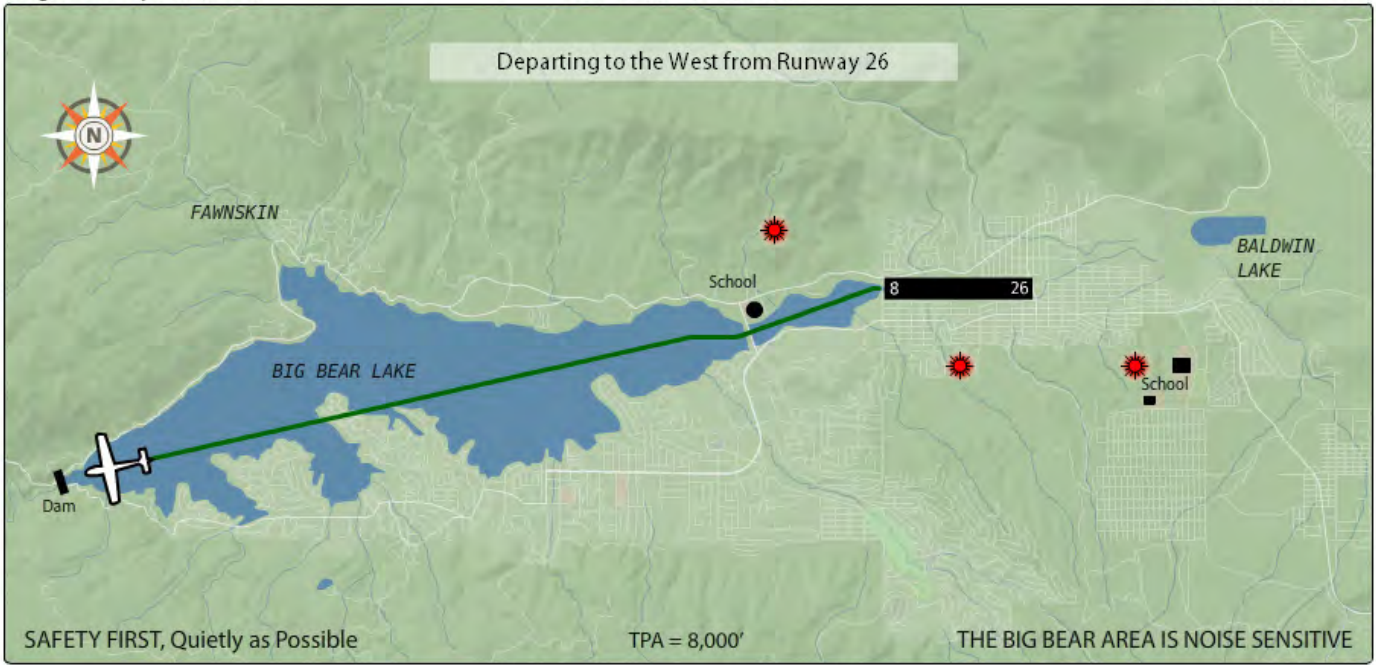 Departing to the West from Runway 26
N
FAWNSKIN
School
8
26
BALDWIN
LAKE
BIG BEAR LAKE
School
Dam
SAFETY FIRST, Quietly as Possible
TPA = 8,000'
THE BIG BEAR AREA IS NOISE SENSITIVE